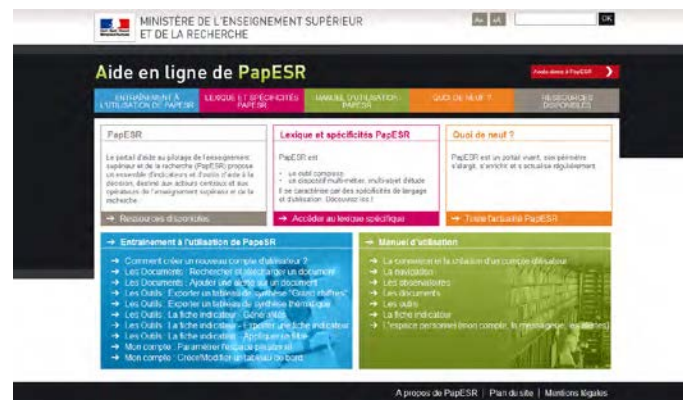 MINISTÈRE DE L'ENSEIGNEMENT SUPÉRIEUR
ET DE LA RECHERCHE
OK
Aide en ligne de PapESR
Accès direct à PapESR
ENTRAÎNEMENT À
L'UTILISATION DE PAPESR
LEXIQUE ET SPÉCIFICITÉS
PAPESR
MANUEL D'UTILISATION
PAPESR
QUOI DE NEUF ?
RESSOURCES
DISPONIBLES
PapESR
Le portail d'aide au pilotage de l'enseignement
supérieur et de la recherche (PapESR) propose
un ensemble d'indicateurs et d'outils d'aide à la
décision, destiné aux acteurs centraux et aux
opérateurs de l'enseignement supérieur et de la
recherche.
→ Ressources disponibles
Lexique et spécificités PapESR
PapESR est
- un outil complexe
- un dispositif multi-métier, multi-objet d'étude
Il se caractérise par des spécificités de langage
et d'utilisation. Découvrez les !
→ Accéder au lexique spécifique
Quoi de neuf ?
PapESR est un portail vivant, son périmètre
s'élargit, s'enrichit et s'actualise régulièrement
→ Toute l'actualité PapESR
→ Entrainement à l'utilisation de PapeSR
→ Comment créer un nouveau compte d'utilisateur ?
→ Les Documents : Rechercher et télécharger un document
→ Les Documents : Ajouter une alerte sur un document
→ Les Outils : Exporter un tableau de synthèse "Grand chiffres"
→ Les Outils : Exporter un tableau de synthèse thématique
→ Les Outils : La fiche indicateur - Généralités
→ Les Outils : La fiche indicateur - Exporter une fiche indicateur
→ Les Outils : La fiche indicateur - Appliquer un filtre
→ Mon compte : Paramétrer l'espace personnel
→ Mon compte : Créer/Modifier un tableau de bord
→ Manuel d'utilisation
→ La connexion et la création d'un compte utilisateur
→ La navigation
→ Les observatoires
→ Les documents
→ Les outils
→ La fiche indicateur
→ L'espace personnel (mon compte, la messagerie, les alertes)
A propos de PapESR | Plan du site | Mentions légales